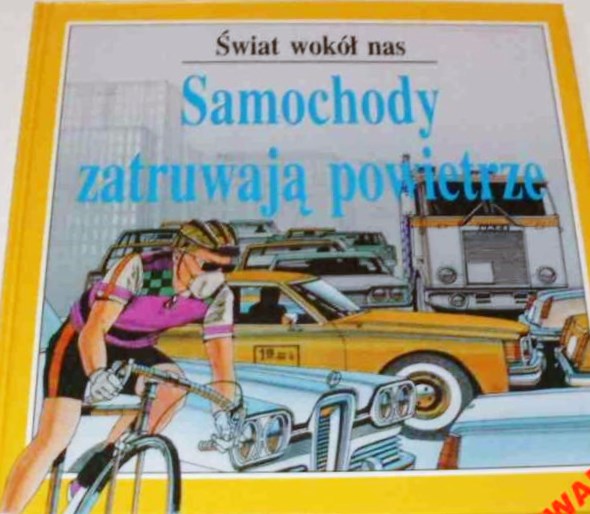 Świat wokół nas
Samochody
zatruwają powietrze